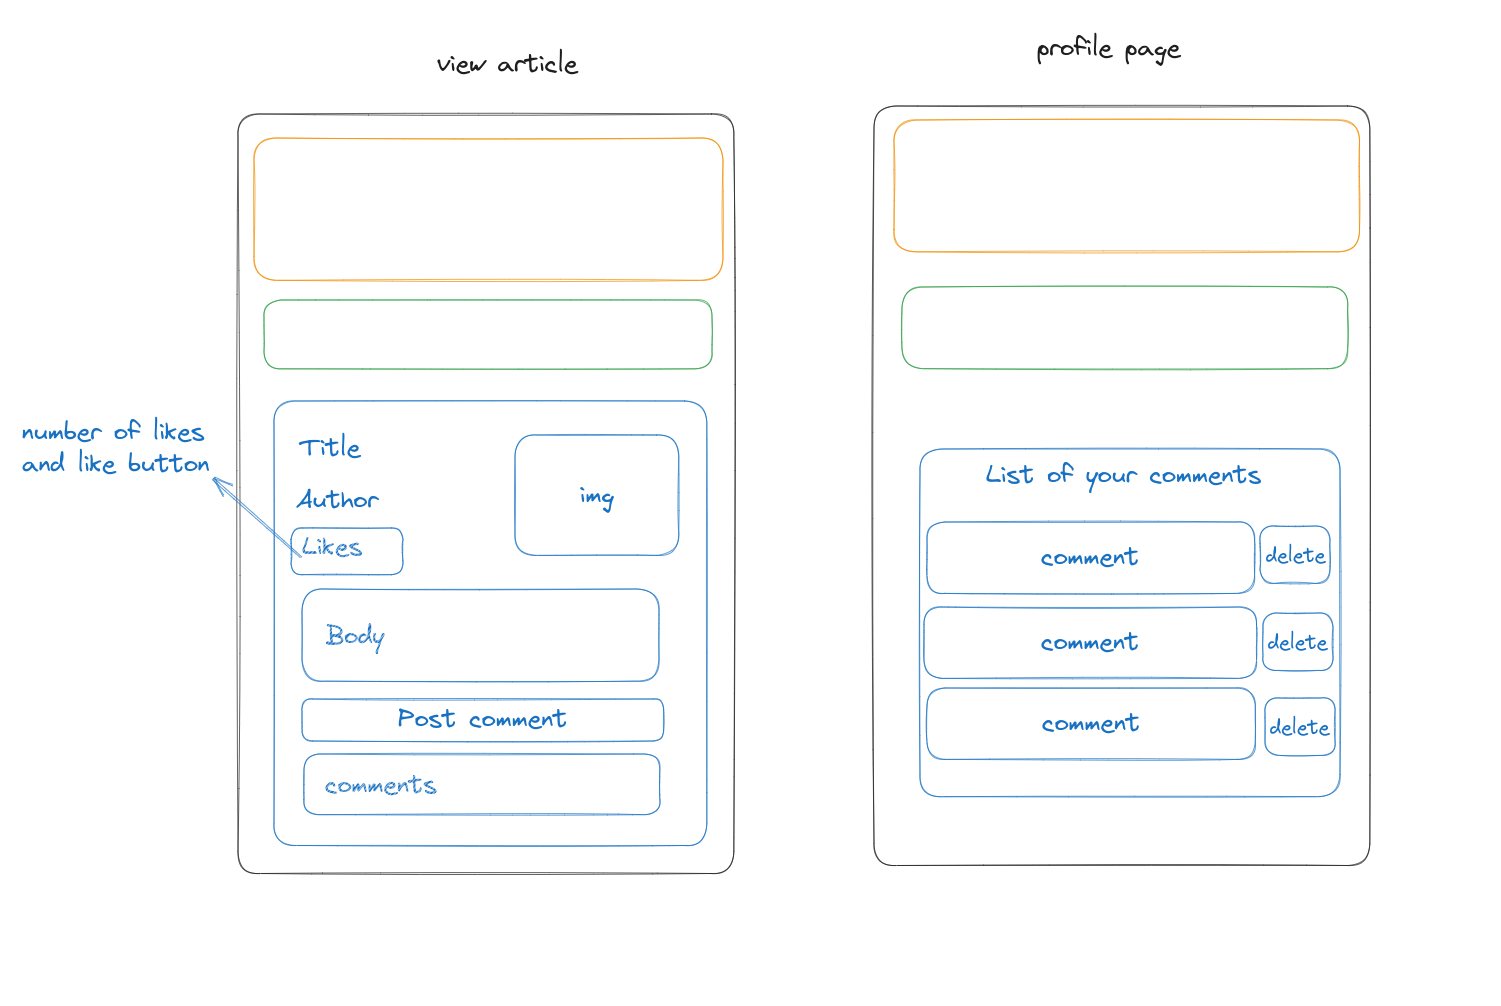 view article
number of likes
and like button
Title
Author
Likes
img
Body
Post comment
comments
profile page
List of your comments
comment
delete
comment
delete
comment
delete